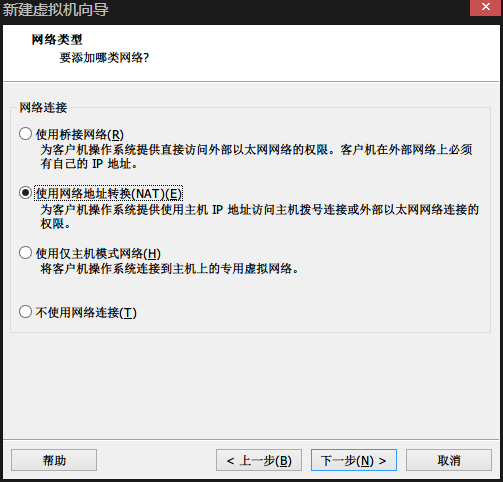 新建虚拟机向导
网络类型
要添加哪类网络?
网络连接
使用桥接网络(R)
为客户机操作系统提供直接访问外部以太网网络的权限。客户机在外部网络上必须
有自己的 IP 地址。
使用网络地址转换(NAT)(E)
为客户机操作系统提供使用主机 IP 地址访问主机拨号连接或外部以太网网络连接的
权限。
使用仅主机模式网络(H)
将客户机操作系统连接到主机上的专用虚拟网络。
不使用网络连接(T)
帮助
< 上一步(B)
下一步(N) >
取消